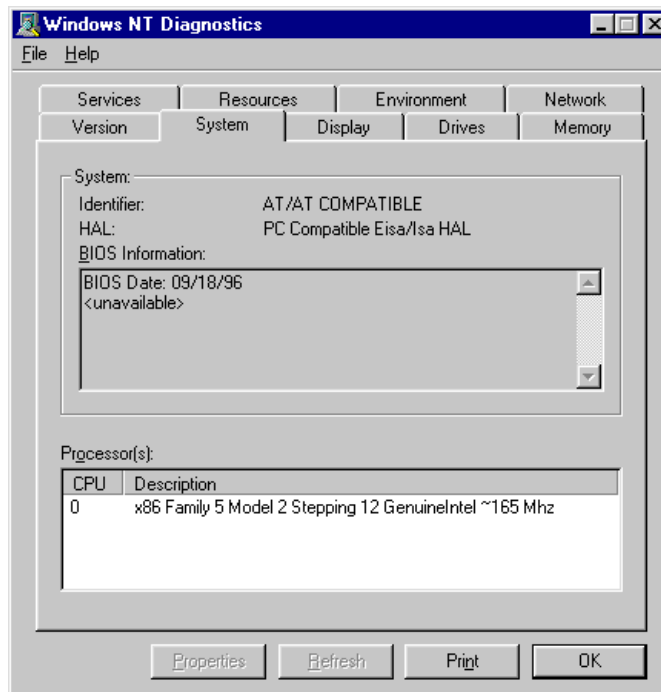 Windows NT Diagnostics
File Help
Services Resources Environment Network
Version System Display Drives Memory
System:
Identifier: AT/AT COMPATIBLE
HAL: PC Compatible Eisa/Isa HAL
BIOS Information:
BIOS Date: 09/18/96
<unavailable>
Processor(s):
CPU Description
0 x86 Family 5 Model 2 Stepping 12 GenuineIntel ~165 Mhz
Properties Refresh Print OK